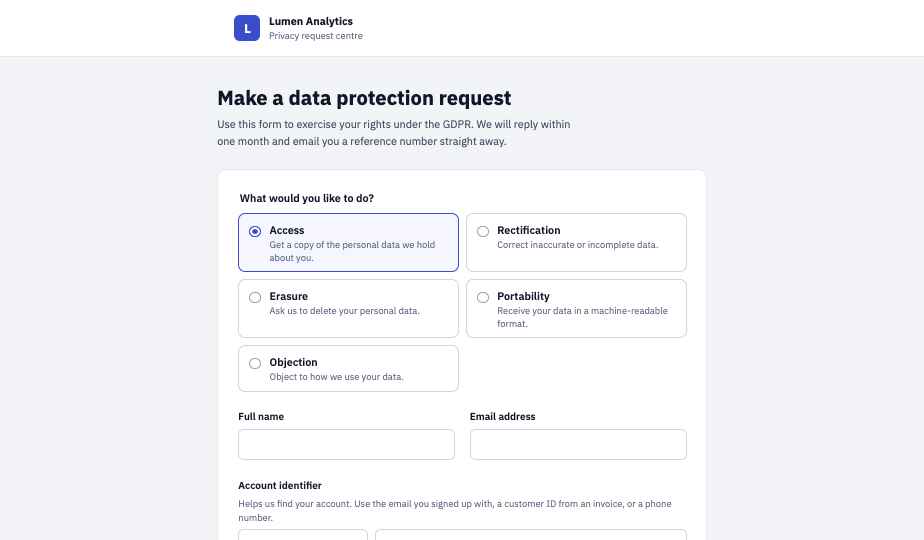 L
Lumen Analytics
Privacy request centre
Make a data protection request
Use this form to exercise your rights under the GDPR. We will reply within
one month and email you a reference number straight away.
What would you like to do?
Access
Get a copy of the personal data we hold
about you.
Rectification
Correct inaccurate or incomplete data.
Erasure
Ask us to delete your personal data.
Portability
Receive your data in a machine-readable
format.
Objection
Object to how we use your data.
Full name
Email address
Account identifier
Helps us find your account. Use the email you signed up with, a customer ID from an invoice, or a phone
number.